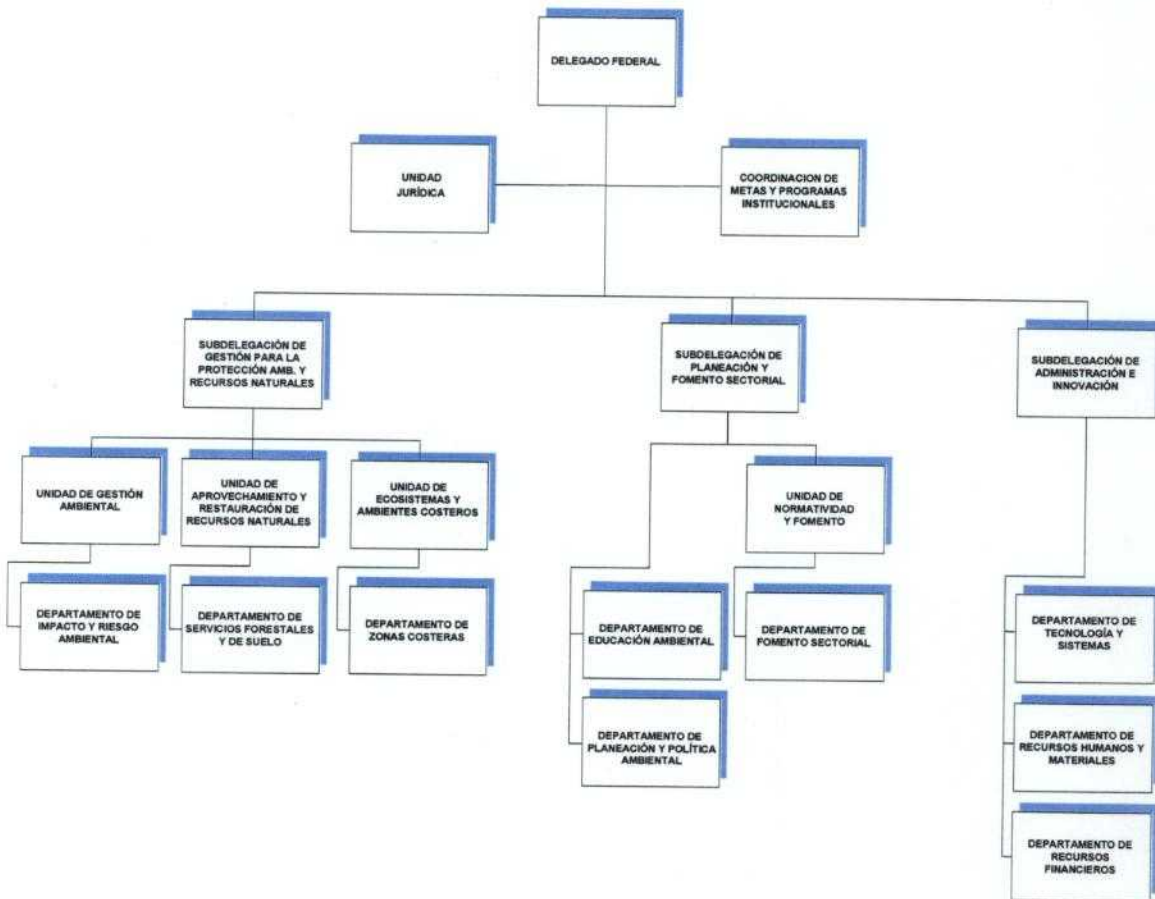 DELEGADO FEDERAL
UNIDAD
JURÍDICA
COORDINACION DE
METAS Y PROGRAMAS
INSTITUCIONALES
SUBDELEGACIÓN DE
GESTIÓN PARA LA
PROTECCIÓN AMB. Y
RECURSOS NATURALES
SUBDELEGACIÓN DE
PLANEACIÓN Y
FOMENTO SECTORIAL
SUBDELEGACIÓN DE
ADMINISTRACIÓN E
INNOVACIÓN
UNIDAD DE GESTIÓN
AMBIENTAL
UNIDAD DE
APROVECHAMIENTO Y
RESTAURACIÓN DE
RECURSOS NATURALES
UNIDAD DE
ECOSISTEMAS Y
AMBIENTES COSTEROS
UNIDAD DE
NORMATIVIDAD
Y FOMENTO
DEPARTAMENTO DE
IMPACTO Y RIESGO
AMBIENTAL
DEPARTAMENTO DE
SERVICIOS FORESTALES
Y DE SUELO
DEPARTAMENTO DE
ZONAS COSTERAS
DEPARTAMENTO DE
EDUCACIÓN AMBIENTAL
DEPARTAMENTO DE
FOMENTO SECTORIAL
DEPARTAMENTO DE
TECNOLOGÍA Y
SISTEMAS
DEPARTAMENTO DE
PLANEACIÓN Y POLÍTICA
AMBIENTAL
DEPARTAMENTO DE
RECURSOS HUMANOS Y
MATERIALES
DEPARTAMENTO DE
RECURSOS
FINANCIEROS